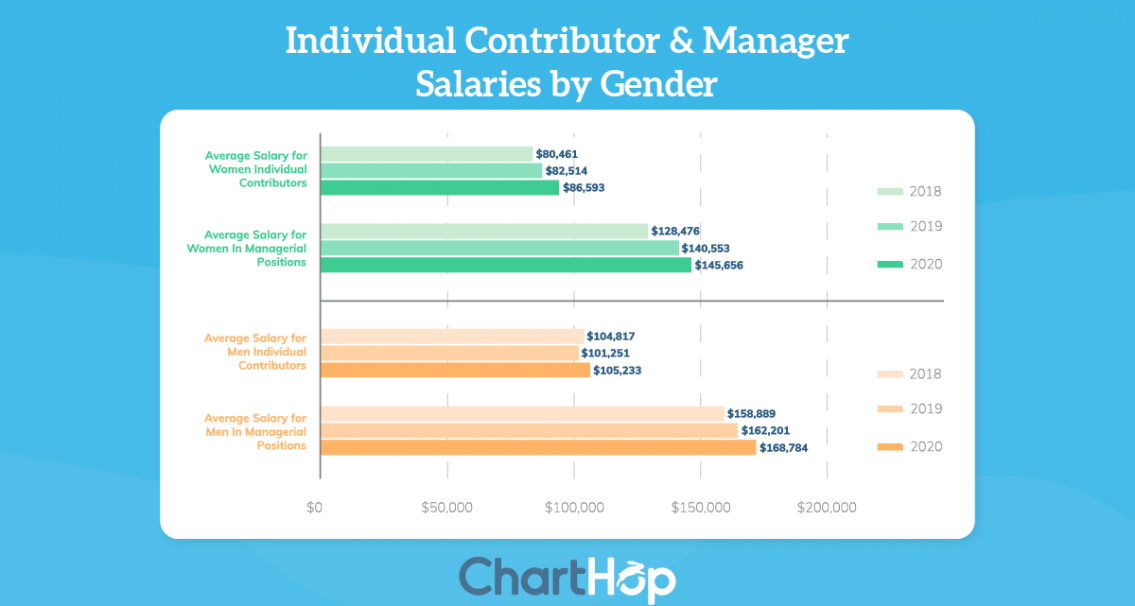 Individual Contributor & Manager
Salaries by Gender
Average Salary for
Women Individual
Contributors
$80,461
$82,514
$86,593
2018
2019
2020
Average Salary for
Women In Managerial
Positions
$128,476
$140,553
$145,656
Average Salary for
Men Individual
Contributors
$104,817
$101,251
$105,233
2018
2019
2020
Average Salary for
Men In Managerial
Positions
$158,889
$162,201
$168,784
$0
$50,000
$100,000
$150,000
$200,000
ChartHop